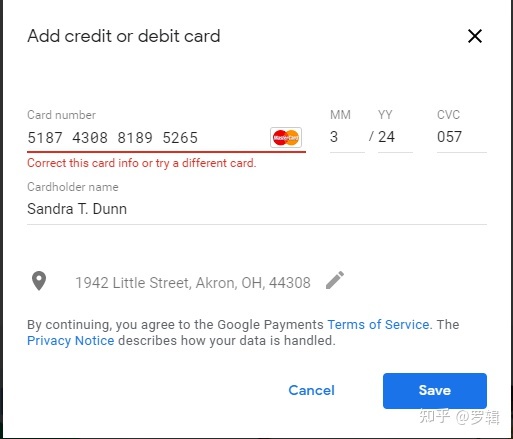 Add credit or debit card
Card number MM YY CVC
5187 4308 8189 5265 MasterCard 3 / 24 057
Correct this card info or try a different card.
Cardholder name
Sandra T. Dunn
1942 Little Street, Akron, OH, 44308
By continuing, you agree to the Google Payments Terms of Service. The
Privacy Notice describes how your data is handled.
Cancel Save
知乎 @罗辑